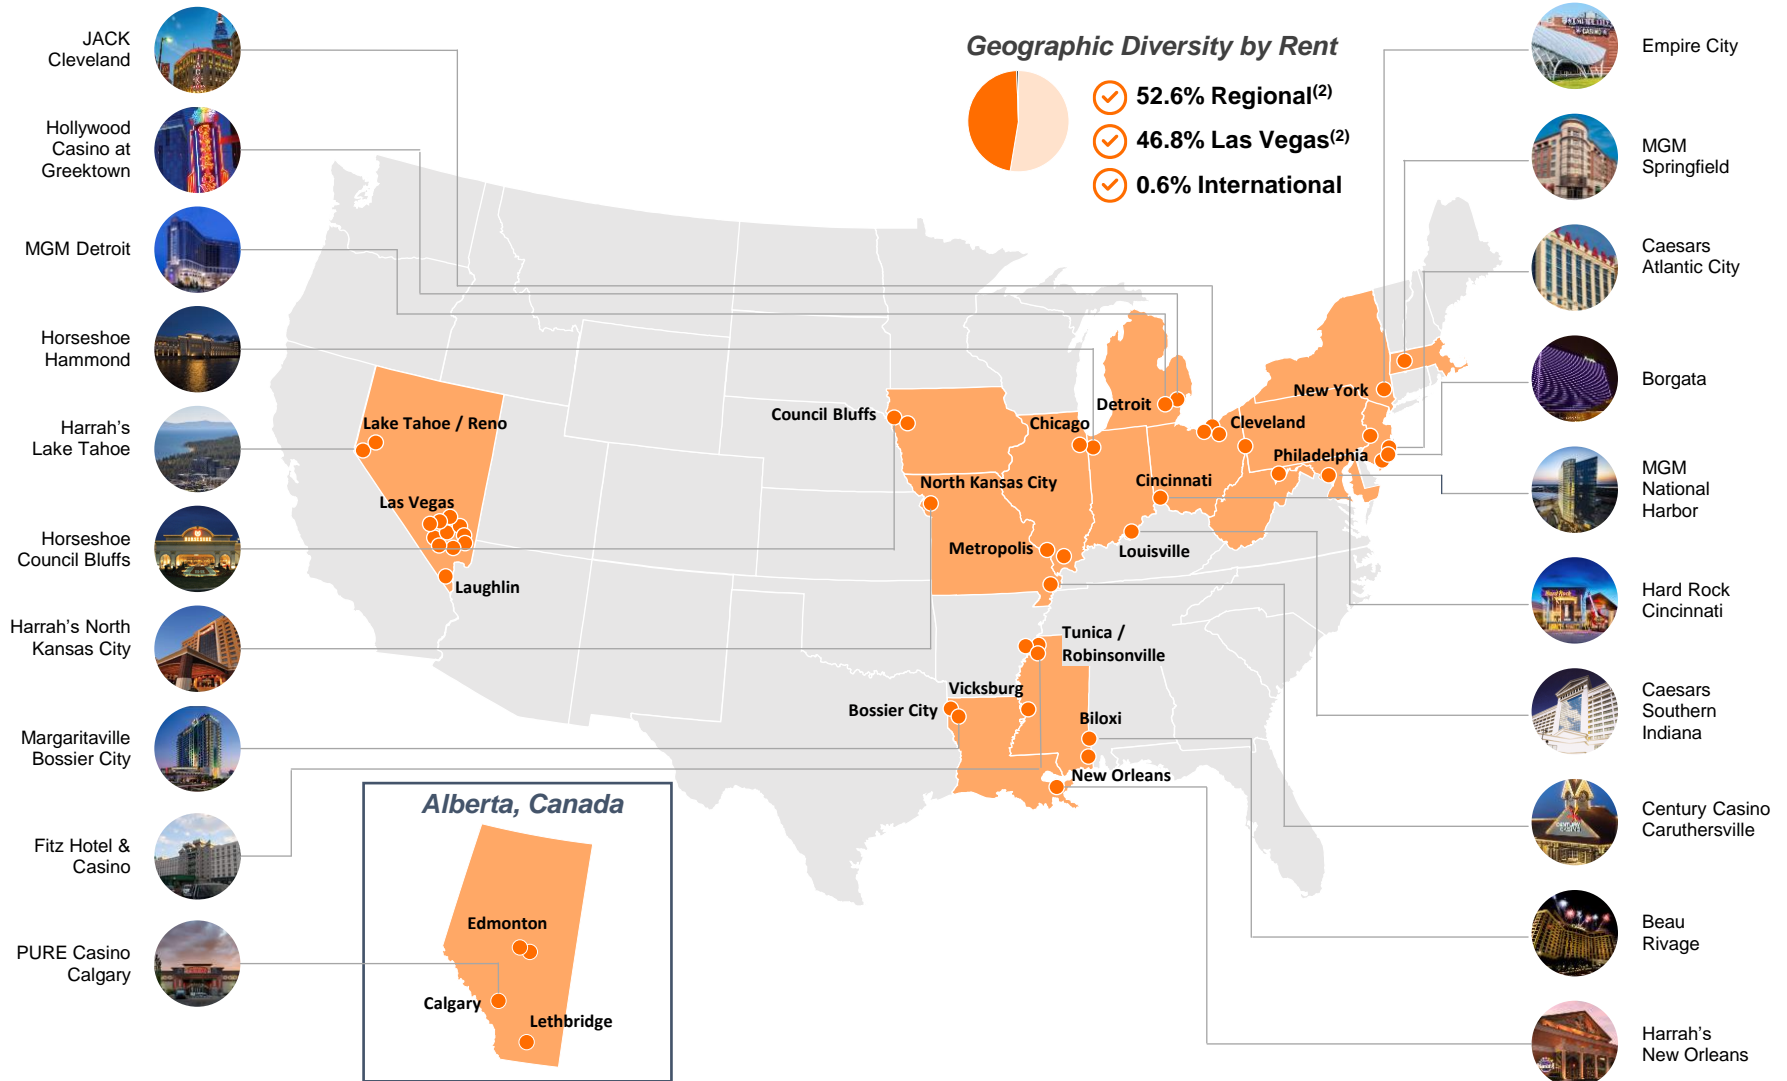 JACK
Cleveland
Hollywood
Casino at
Greektown
MGM Detroit
Horseshoe
Hammond
Harrah's
Lake Tahoe
Horseshoe
Council Bluffs
Harrah's North
Kansas City
Margaritaville
Bossier City
Fitz Hotel &
Casino
PURE Casino
Calgary
Geographic Diversity by Rent
52.6% Regional(2)
46.8% Las Vegas(2)
0.6% International
Lake Tahoe / Reno
Las Vegas
Laughlin
Council Bluffs
North Kansas City
Chicago
Detroit
Cleveland
New York
Philadelphia
Cincinnati
Louisville
Metropolis
Tunica /
Robinsonville
Vicksburg
Bossier City
Biloxi
New Orleans
Alberta, Canada
Edmonton
Calgary
Lethbridge
Empire City
MGM
Springfield
Caesars
Atlantic City
Borgata
MGM
National
Harbor
Hard Rock
Cincinnati
Caesars
Southern
Indiana
Century Casino
Caruthersville
Beau
Rivage
Harrah's
New Orleans